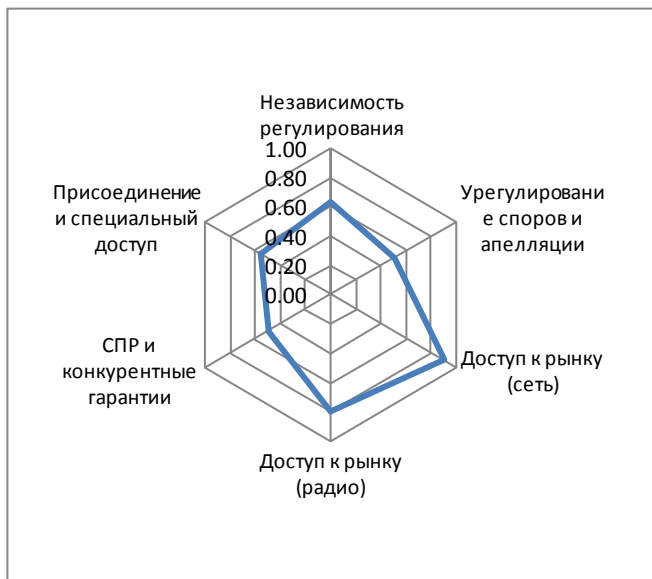 Независимость
регулирования
1.00
0.80
0.60
0.40
0.20
0.00
Урегулировани
е споров и
апелляции
Доступ к рынку
(сеть)
Доступ к рынку
(радио)
СПР и
конкурентные
гарантии
Присоединение
и специальный
доступ